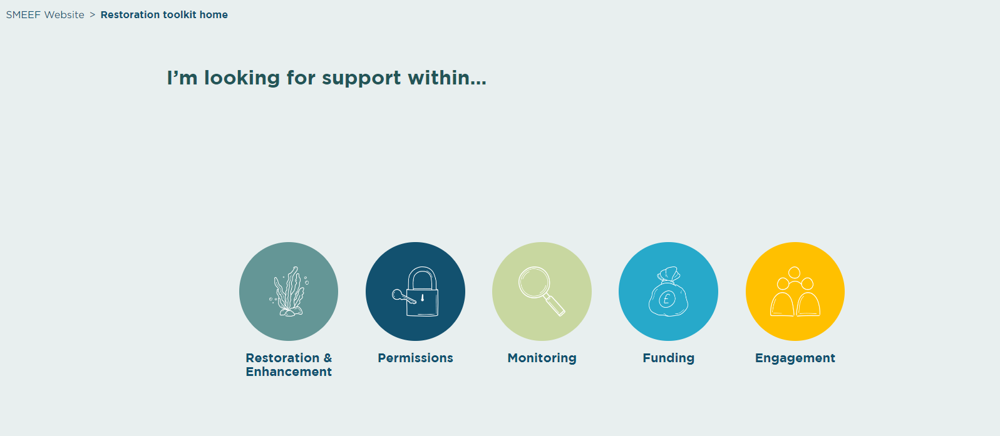 SMEEF Website > Restoration toolkit home
I’m looking for support within...
£
Restoration &
Enhancement
Permissions
Monitoring
Funding
Engagement